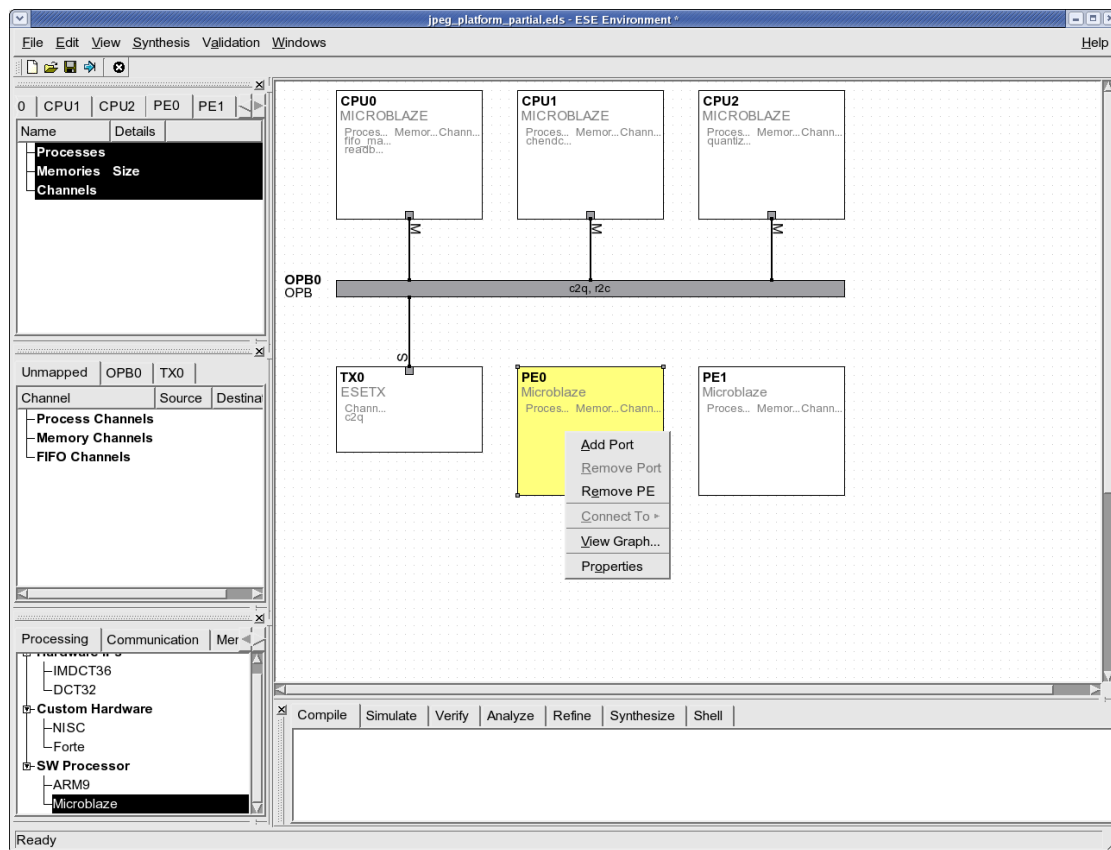 jpeg_platform_partial.eds - ESE Environment *
File Edit View Synthesis Validation Windows Help
0 CPU1 CPU2 PE0 PE1
Name Details
Processes
Memories Size
Channels
Unmapped OPB0 TX0
Channel Source Destinat
Process Channels
Memory Channels
FIFO Channels
Processing Communication Mer
IMDCT36
DCT32
Custom Hardware
NISC
Forte
SW Processor
ARM9
Microblaze
CPU0
MICROBLAZE
Proces... Memor... Chann...
fifo_ma...
readb...
CPU1
MICROBLAZE
Proces... Memor... Chann...
chendc...
CPU2
MICROBLAZE
Proces... Memor... Chann...
quantiz...
M
M
M
OPB0
OPB
c2q, r2c
S
TX0
ESETX
Chann...
c2q
PE0
Microblaze
Proces... Memor... Chann...
PE1
Microblaze
Proces... Memor... Chann...
Add Port
Remove Port
Remove PE
Connect To
View Graph...
Properties
Compile Simulate Verify Analyze Refine Synthesize Shell
Ready